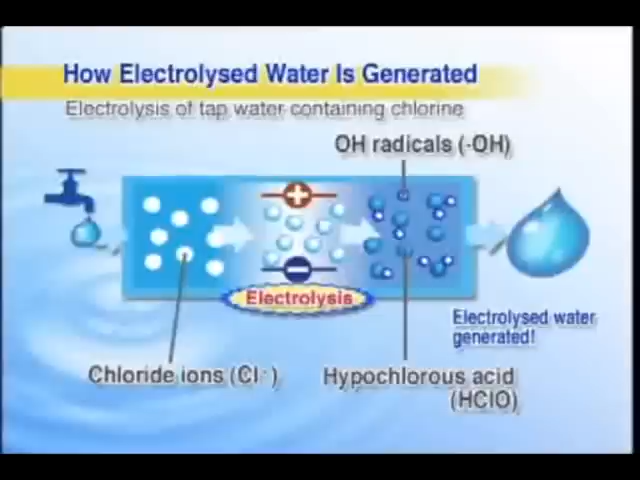 How Electrolysed Water Is Generated
Electrolysis of tap water containing chlorine
OH radicals (·OH)
+
−
Electrolysis
Electrolysed water
generated!
Chloride ions (Cl⁻)
Hypochlorous acid
(HClO)